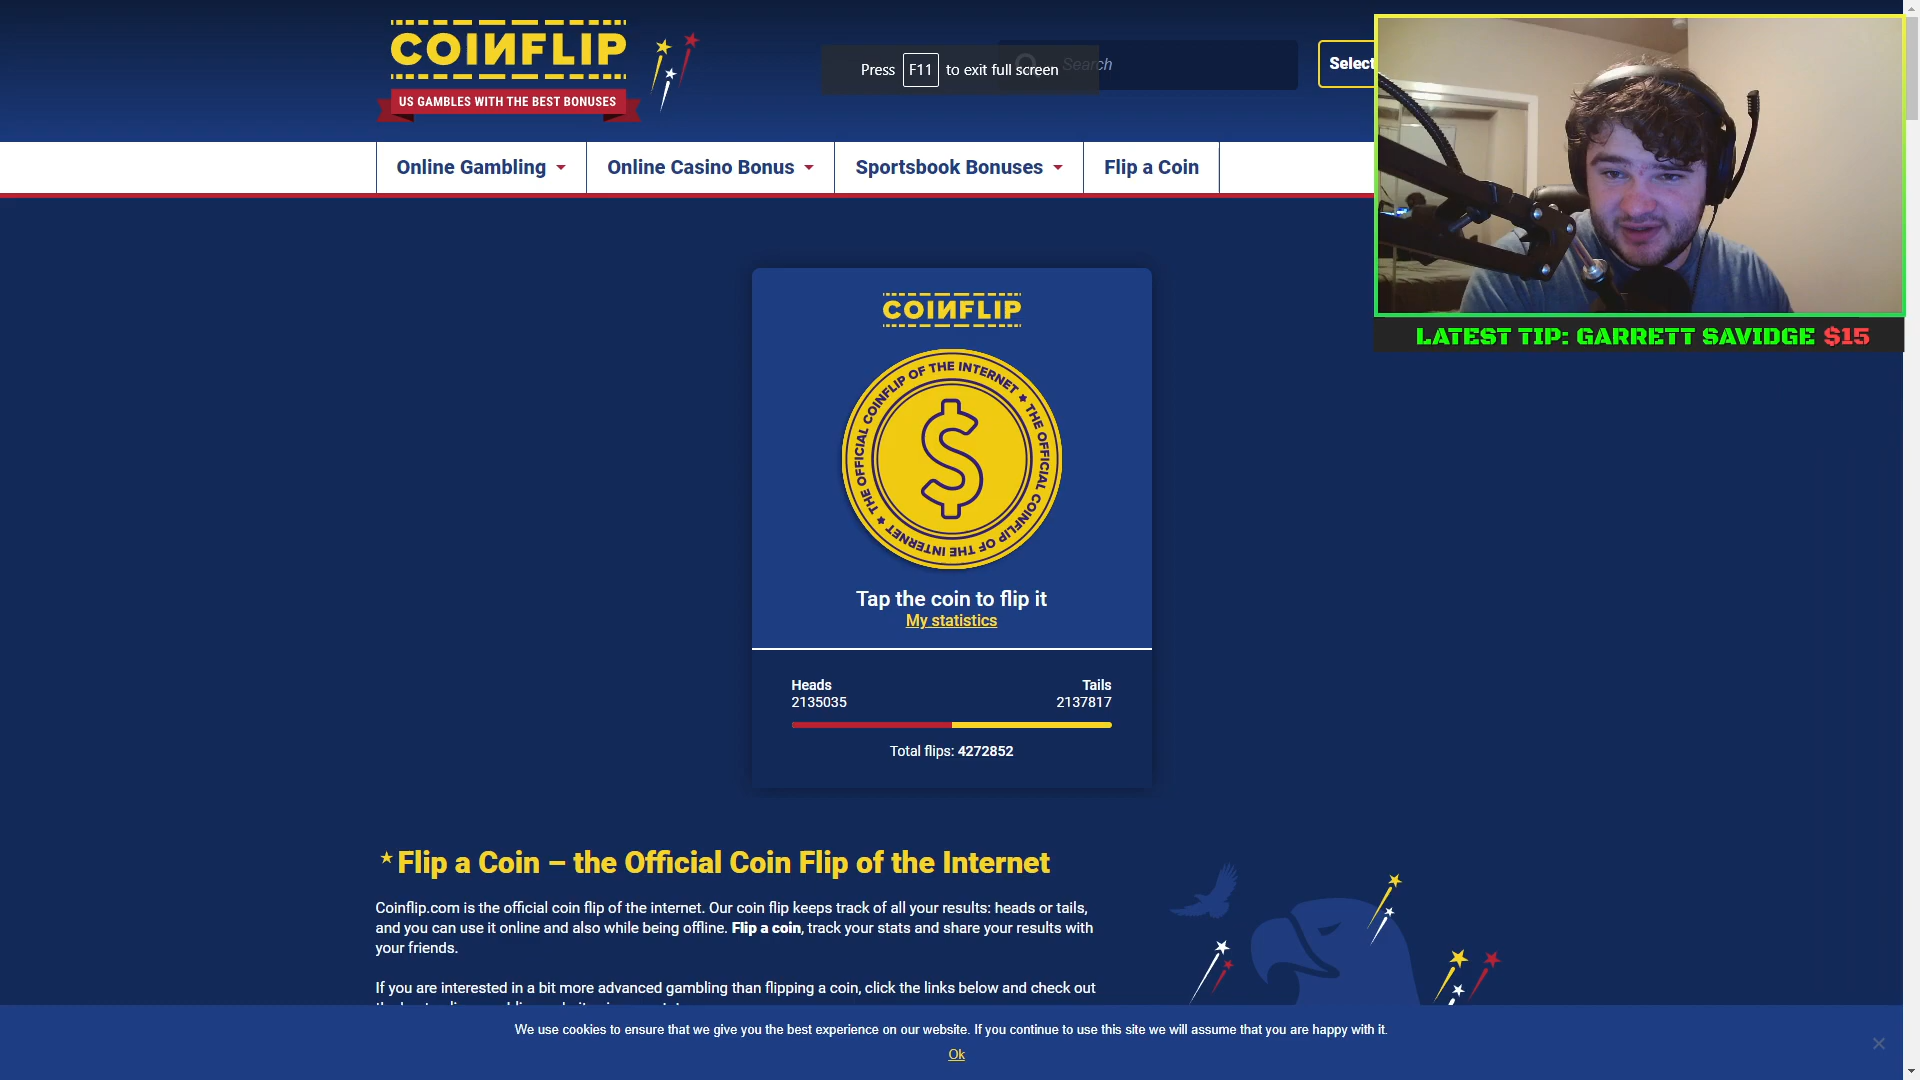 COINFLIP
US GAMBLES WITH THE BEST BONUSES
Press F11 to exit full screen
Search
Select
Online Gambling
Online Casino Bonus
Sportsbook Bonuses
Flip a Coin
LATEST TIP: GARRETT SAVIDGE $15
COINFLIP
THE OFFICIAL COINFLIP OF THE INTERNET ★ THE OFFICIAL COINFLIP OF THE INTERNET ★
$
Tap the coin to flip it
My statistics
Heads
2135035
Tails
2137817
Total flips: 4272852
Flip a Coin – the Official Coin Flip of the Internet
Coinflip.com is the official coin flip of the internet. Our coin flip keeps track of all your results: heads or tails,
and you can use it online and also while being offline. Flip a coin, track your stats and share your results with
your friends.
If you are interested in a bit more advanced gambling than flipping a coin, click the links below and check out
We use cookies to ensure that we give you the best experience on our website. If you continue to use this site we will assume that you are happy with it.
Ok